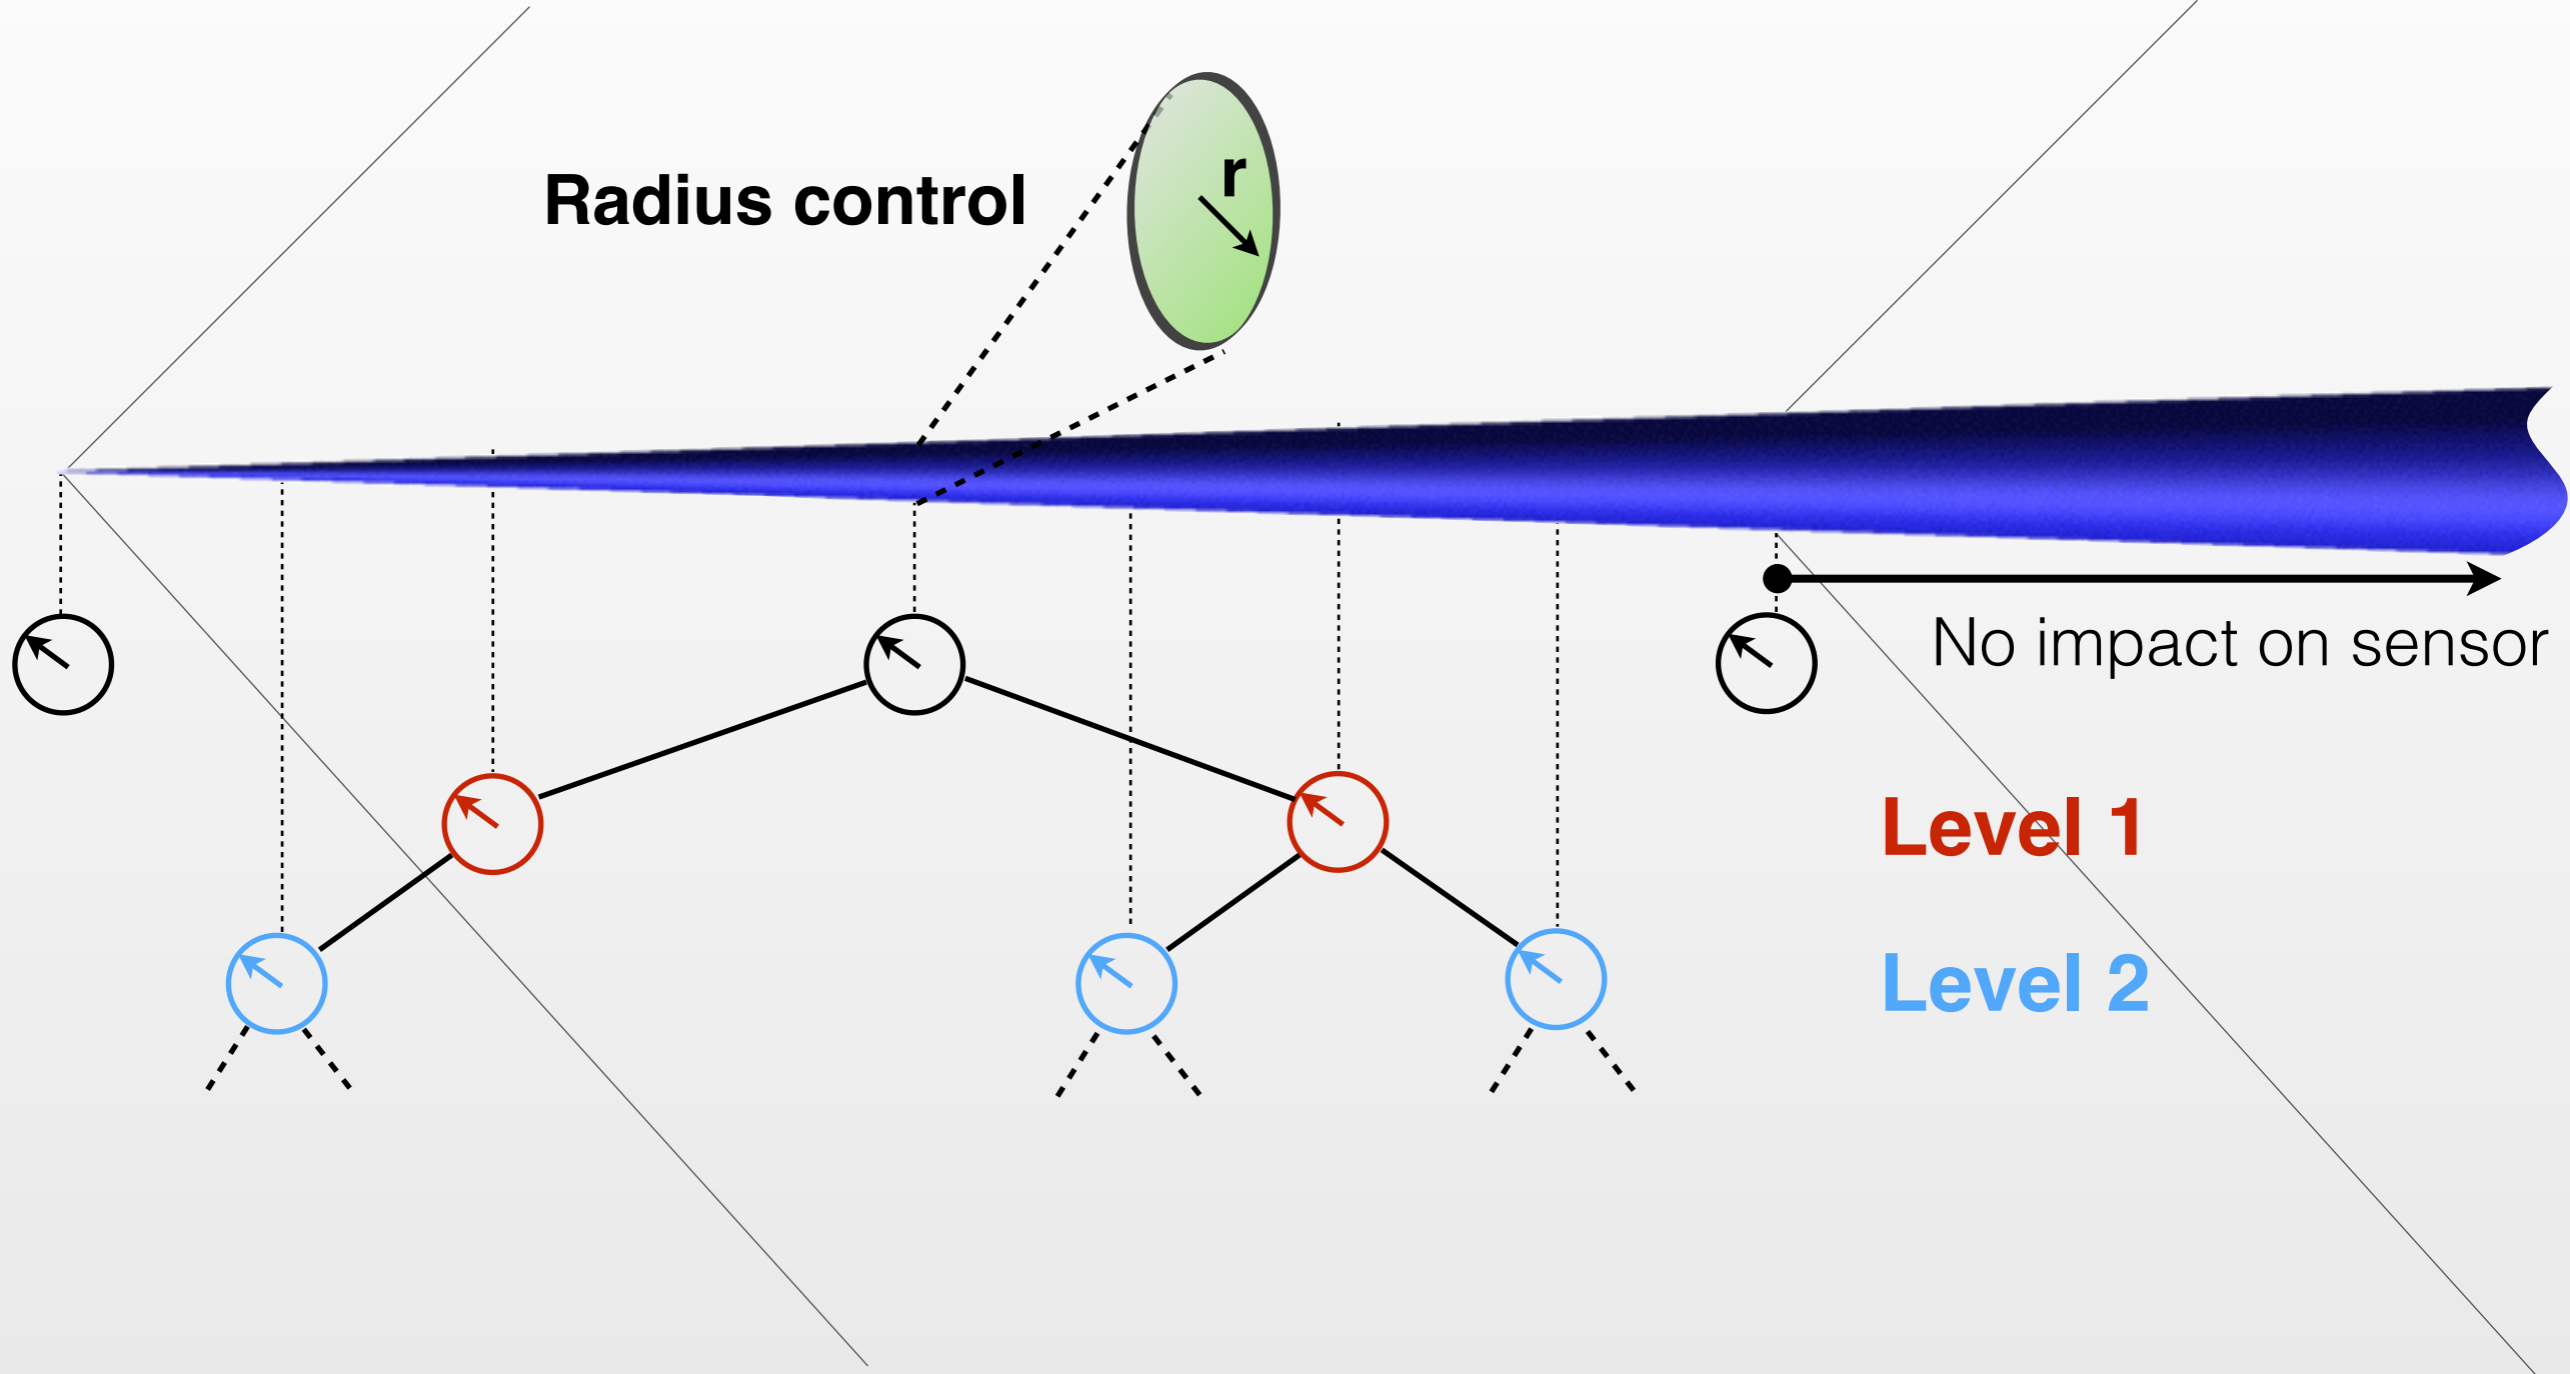 r
Radius control
No impact on sensor
Level 1
Level 2